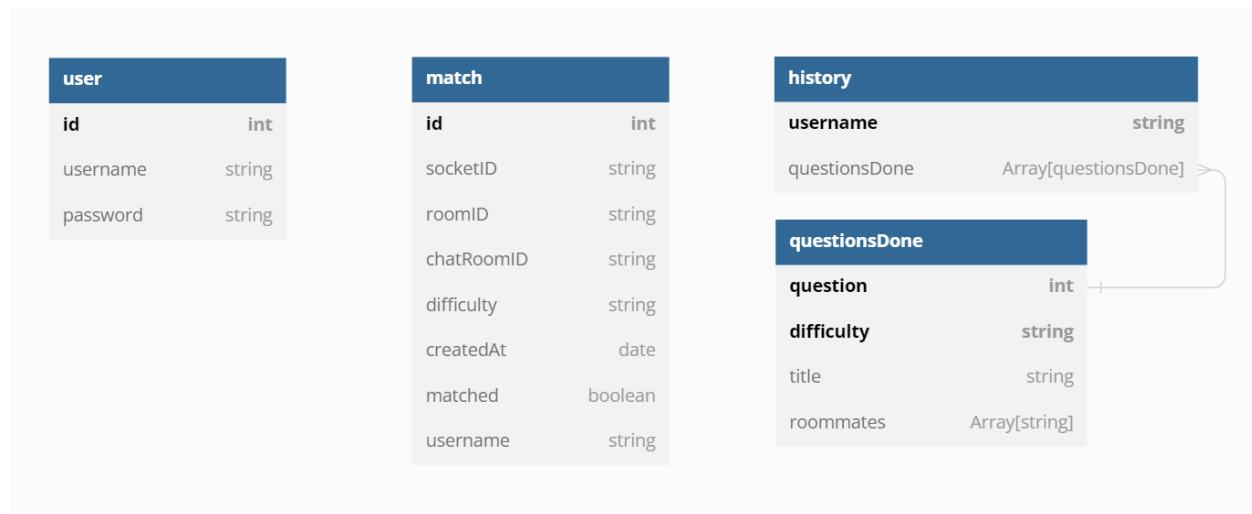 user
id int
username string
password string
match
id int
socketID string
roomID string
chatRoomID string
difficulty string
createdAt date
matched boolean
username string
history
username string
questionsDone Array[questionsDone]
questionsDone
question int
difficulty string
title string
roommates Array[string]